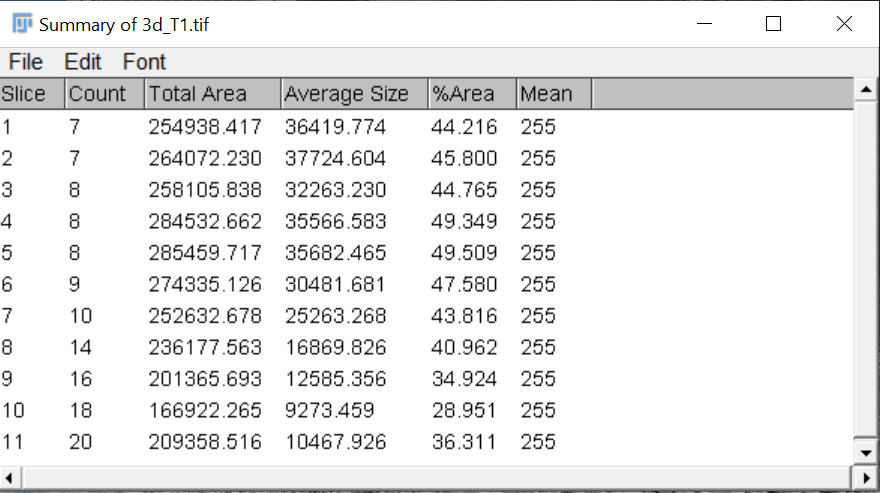 Summary of 3d_T1.tif
File Edit Font
Slice Count Total Area Average Size %Area Mean
1 7 254938.417 36419.774 44.216 255
2 7 264072.230 37724.604 45.800 255
3 8 258105.838 32263.230 44.765 255
4 8 284532.662 35566.583 49.349 255
5 8 285459.717 35682.465 49.509 255
6 9 274335.126 30481.681 47.580 255
7 10 252632.678 25263.268 43.816 255
8 14 236177.563 16869.826 40.962 255
9 16 201365.693 12585.356 34.924 255
10 18 166922.265 9273.459 28.951 255
11 20 209358.516 10467.926 36.311 255